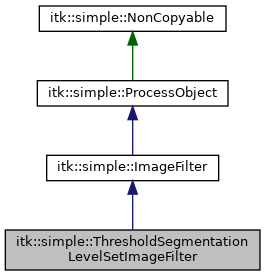 itk::simple::NonCopyable
itk::simple::ProcessObject
itk::simple::ImageFilter
itk::simple::ThresholdSegmentation
LevelSetImageFilter